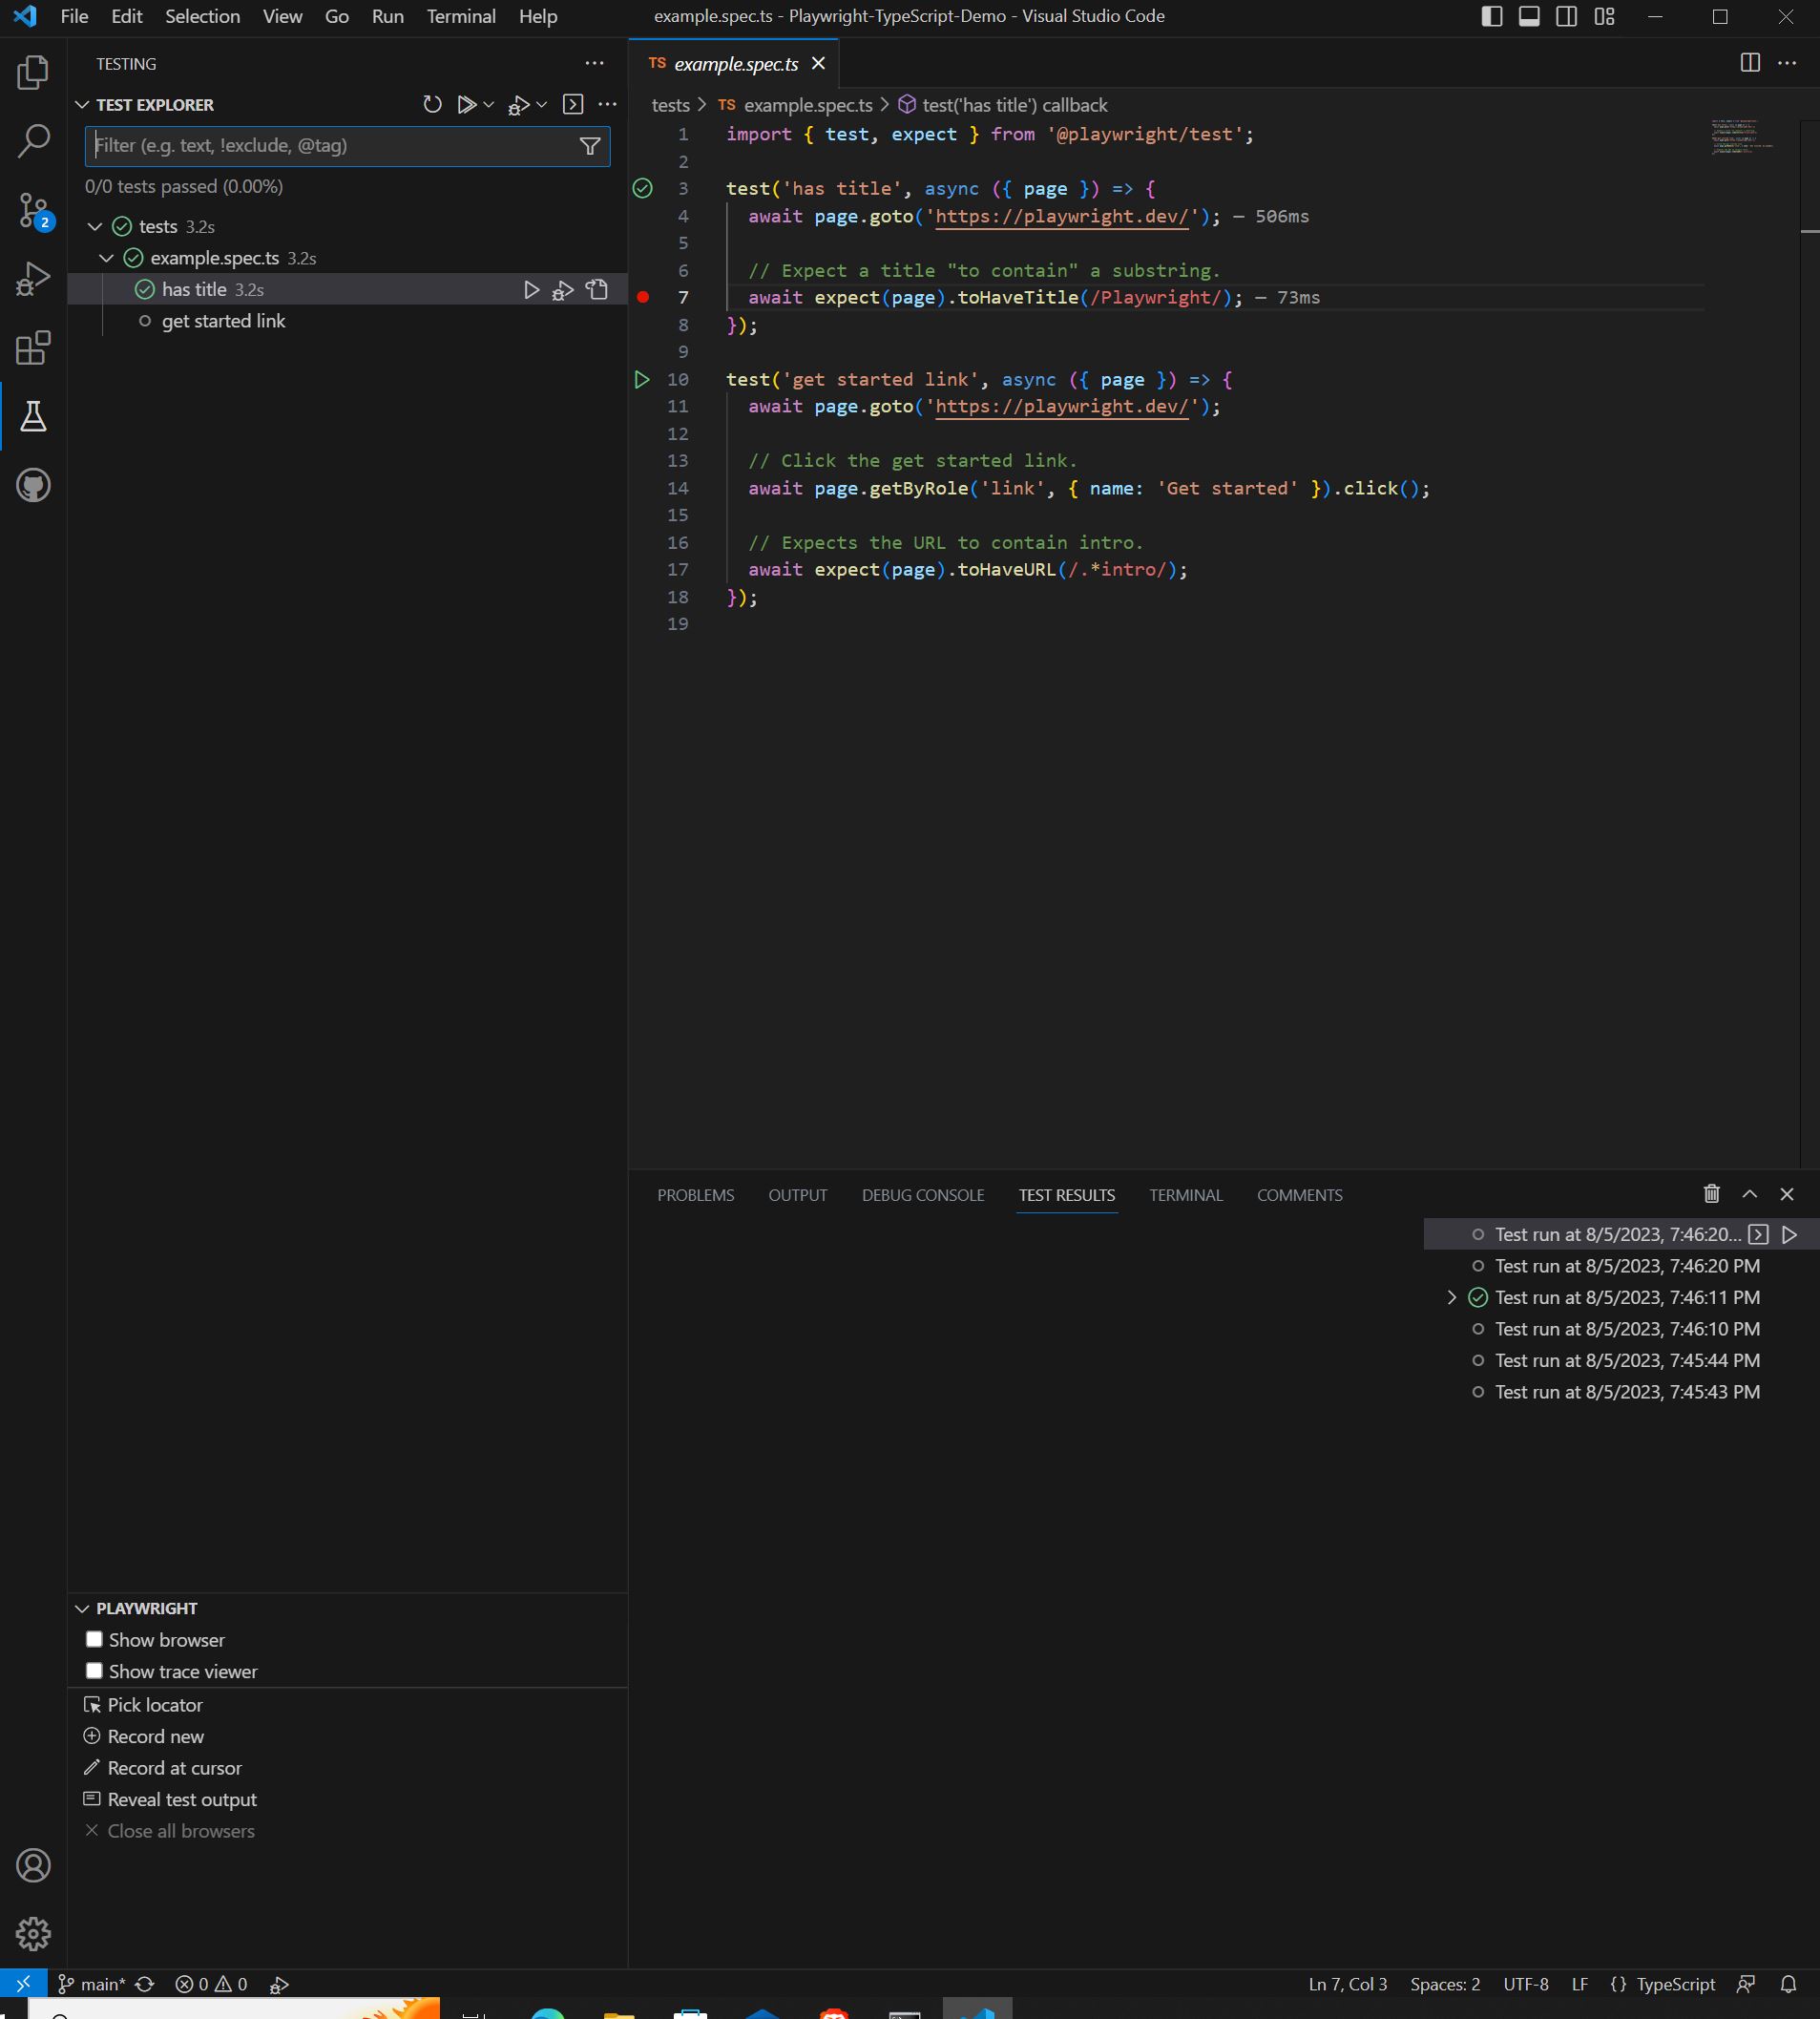 File Edit Selection View Go Run Terminal Help
example.spec.ts - Playwright-TypeScript-Demo - Visual Studio Code
TESTING
TEST EXPLORER
Filter (e.g. text, !exclude, @tag)
0/0 tests passed (0.00%)
2
tests 3.2s
example.spec.ts 3.2s
has title 3.2s
get started link
TS example.spec.ts
tests > TS example.spec.ts > test('has title') callback
1 import { test, expect } from '@playwright/test';
2
3 test('has title', async ({ page }) => {
4 await page.goto('https://playwright.dev/'); — 506ms
5
6 // Expect a title "to contain" a substring.
7 await expect(page).toHaveTitle(/Playwright/); — 73ms
8 });
9
10 test('get started link', async ({ page }) => {
11 await page.goto('https://playwright.dev/');
12
13 // Click the get started link.
14 await page.getByRole('link', { name: 'Get started' }).click();
15
16 // Expects the URL to contain intro.
17 await expect(page).toHaveURL(/.*intro/);
18 });
19
PROBLEMS OUTPUT DEBUG CONSOLE TEST RESULTS TERMINAL COMMENTS
Test run at 8/5/2023, 7:46:20...
Test run at 8/5/2023, 7:46:20 PM
Test run at 8/5/2023, 7:46:11 PM
Test run at 8/5/2023, 7:46:10 PM
Test run at 8/5/2023, 7:45:44 PM
Test run at 8/5/2023, 7:45:43 PM
PLAYWRIGHT
Show browser
Show trace viewer
Pick locator
Record new
Record at cursor
Reveal test output
Close all browsers
main* 0 0
Ln 7, Col 3 Spaces: 2 UTF-8 LF {} TypeScript